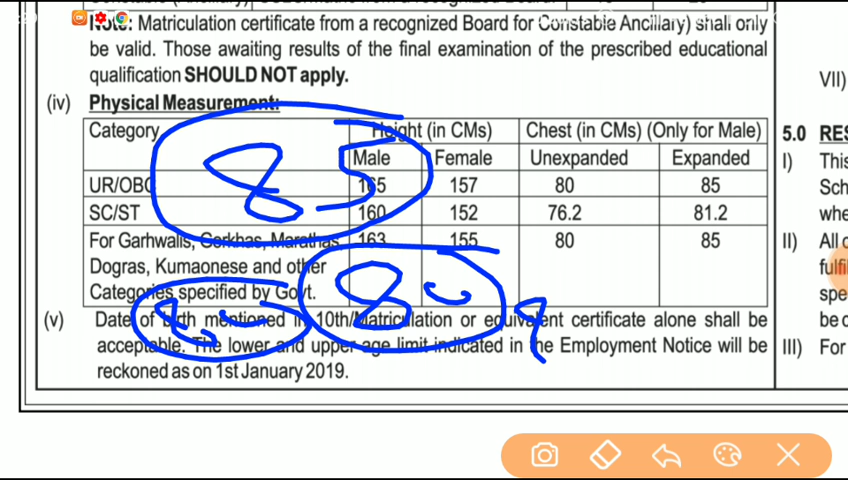 Note: Matriculation certificate from a recognized Board for Constable Ancillary) shall only
be valid. Those awaiting results of the final examination of the prescribed educational
qualification SHOULD NOT apply.
(iv) Physical Measurement:
Category Height (in CMs) Chest (in CMs) (Only for Male)
Male Female Unexpanded Expanded
UR/OBC 165 157 80 85
SC/ST 160 152 76.2 81.2
For Garhwalis, Gorkhas, Marathas 163 155 80 85
Dogras, Kumaonese and other
Categories specified by Govt.
(v) Date of birth mentioned in 10th/Matriculation or equivalent certificate alone shall be
acceptable. The lower and upper age limit indicated in the Employment Notice will be
reckoned as on 1st January 2019.
85
80
9
VII)
5.0 RES
I) This
Sch
whe
II) All
fulfi
spe
be
III) For